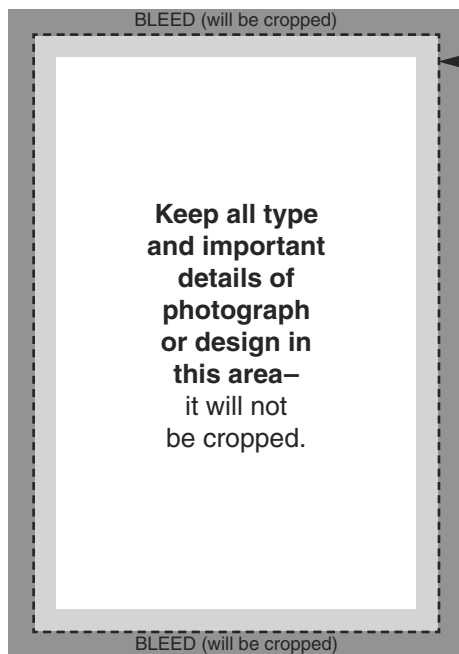 BLEED (will be cropped)
Keep all type
and important
details of
photograph
or design in
this area–
it will not
be cropped.
BLEED (will be cropped)